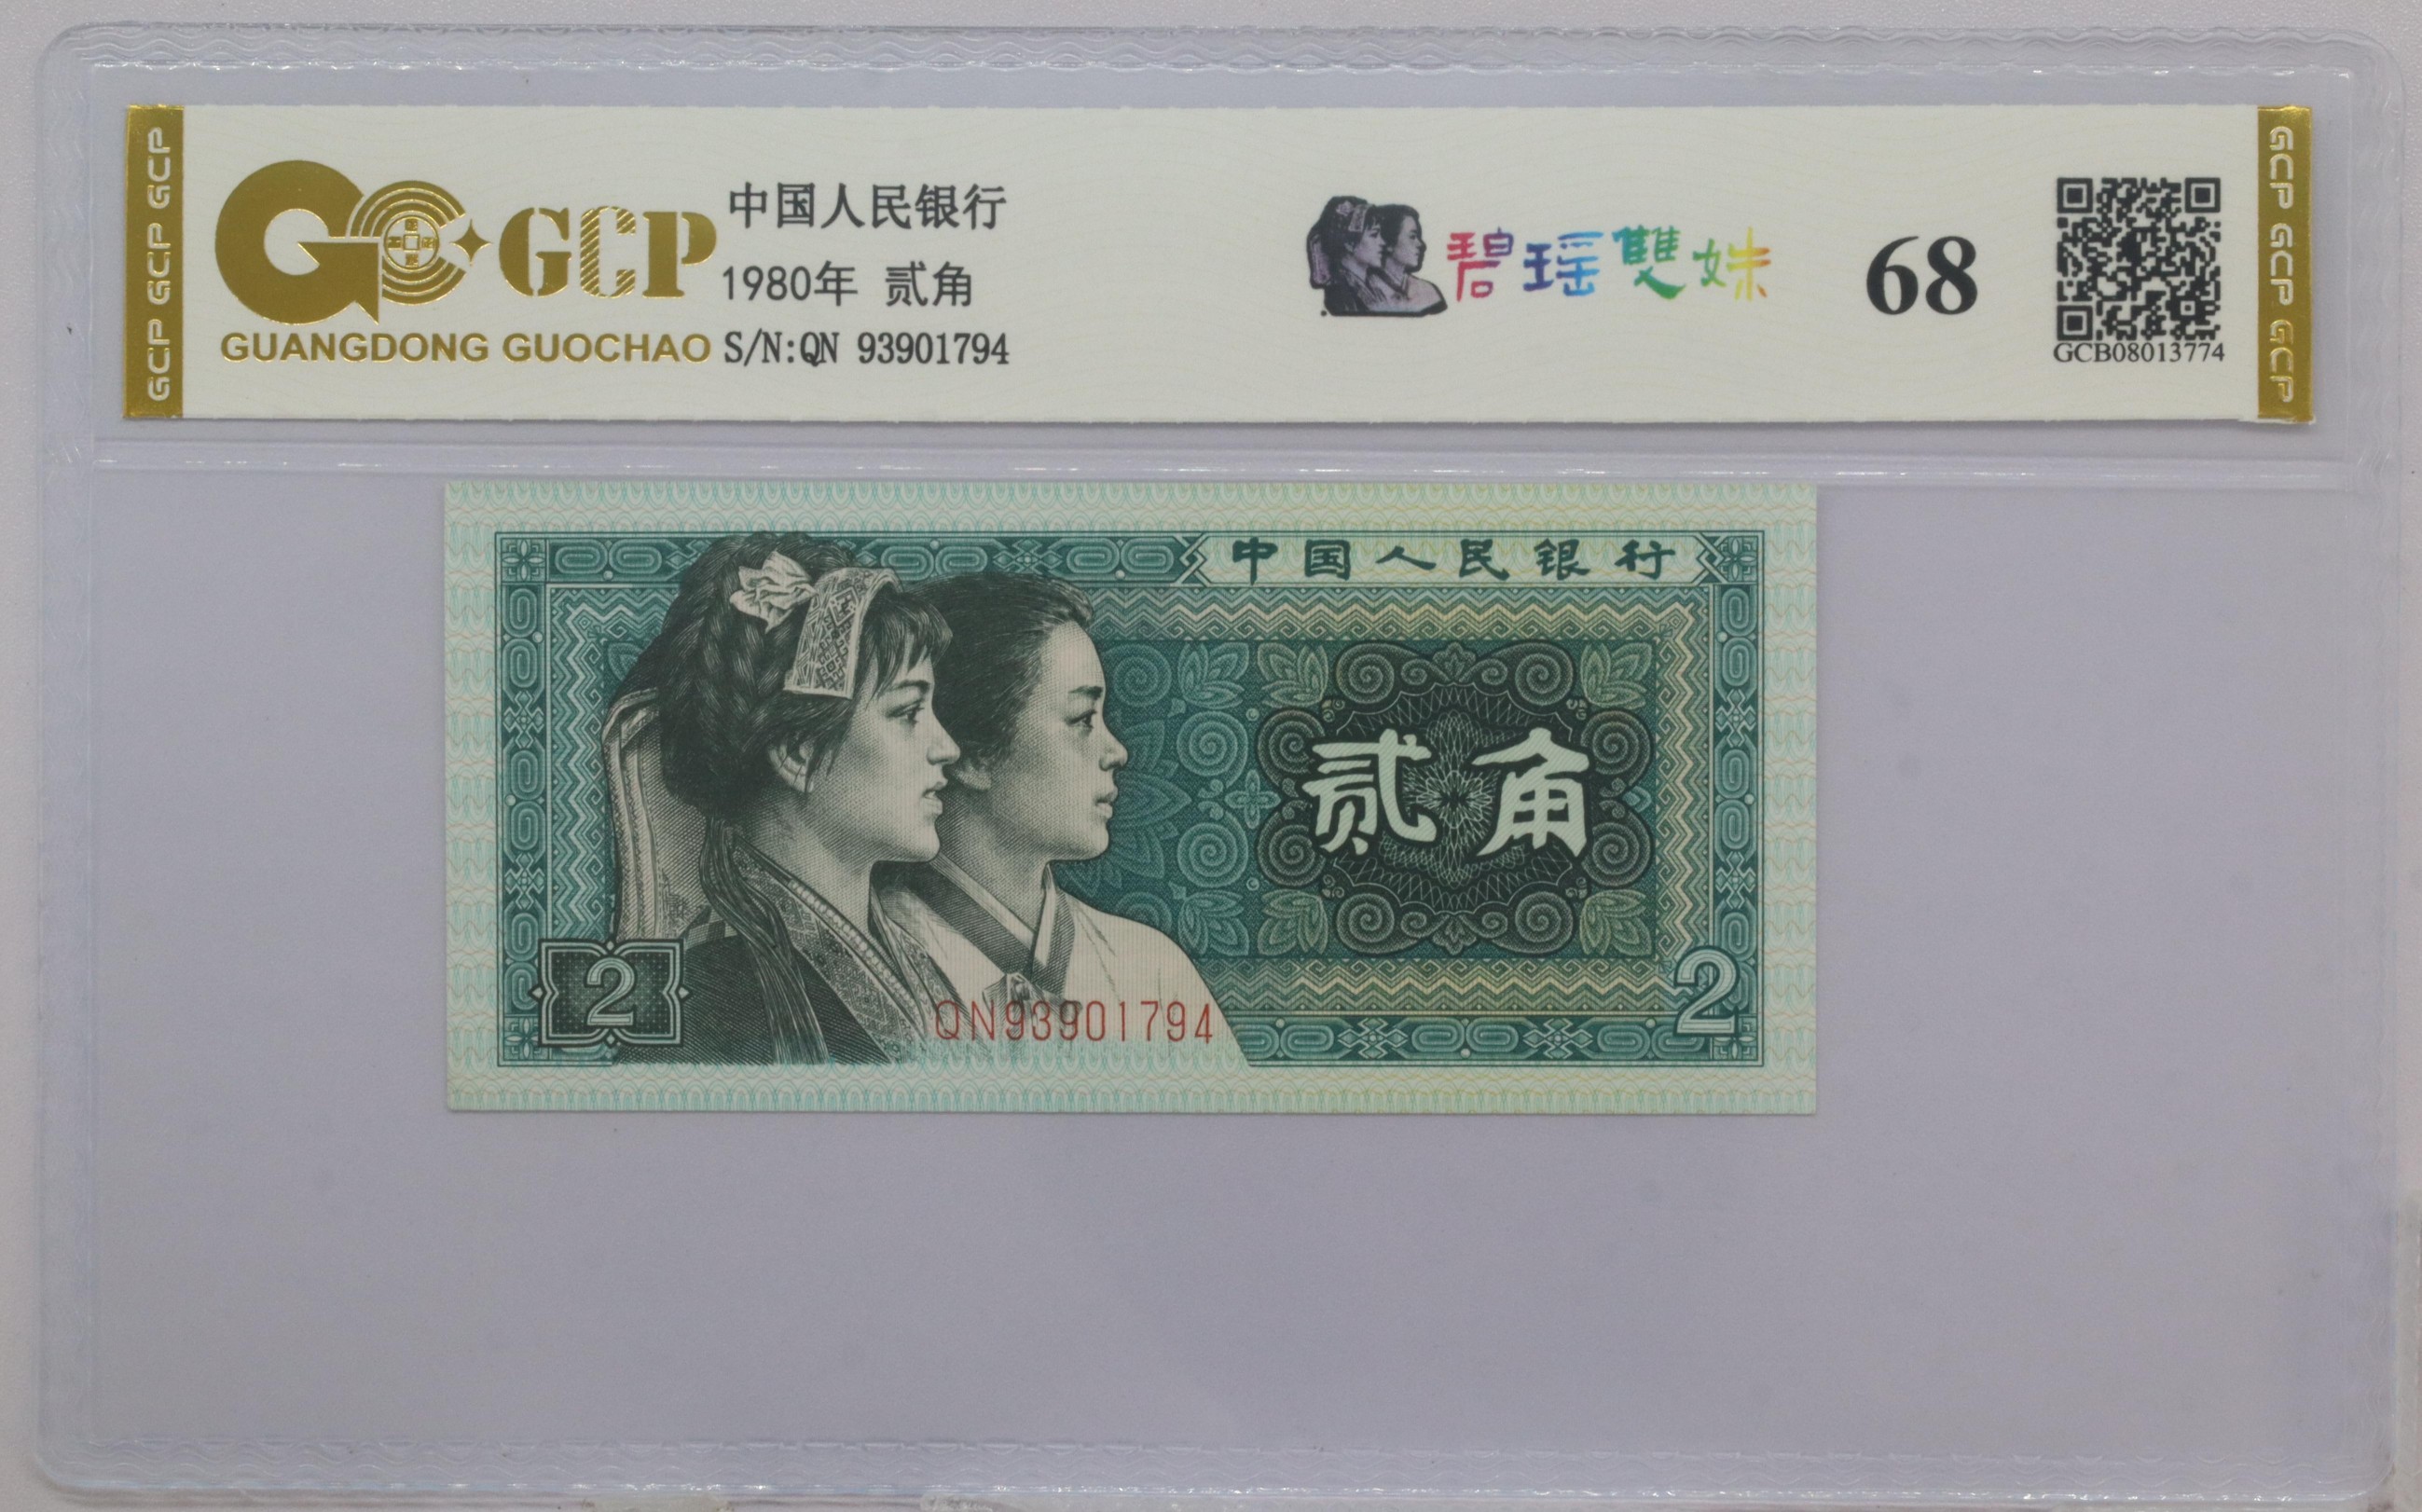 GCP GCP GCP
GCP
中国人民银行
1980年 贰角
GUANGDONG GUOCHAO
S/N:QN 93901794
碧瑶雙姝
68
GCB08013774
GCP GCP GCP
中国人民银行
贰角
2
QN93901794
2